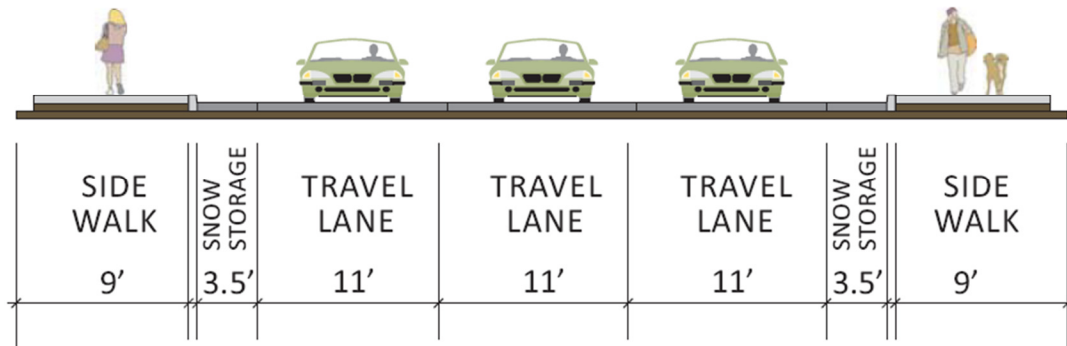 SIDE
WALK
9’
SNOW
STORAGE
3.5’
TRAVEL
LANE
11’
TRAVEL
LANE
11’
TRAVEL
LANE
11’
SNOW
STORAGE
3.5’
SIDE
WALK
9’